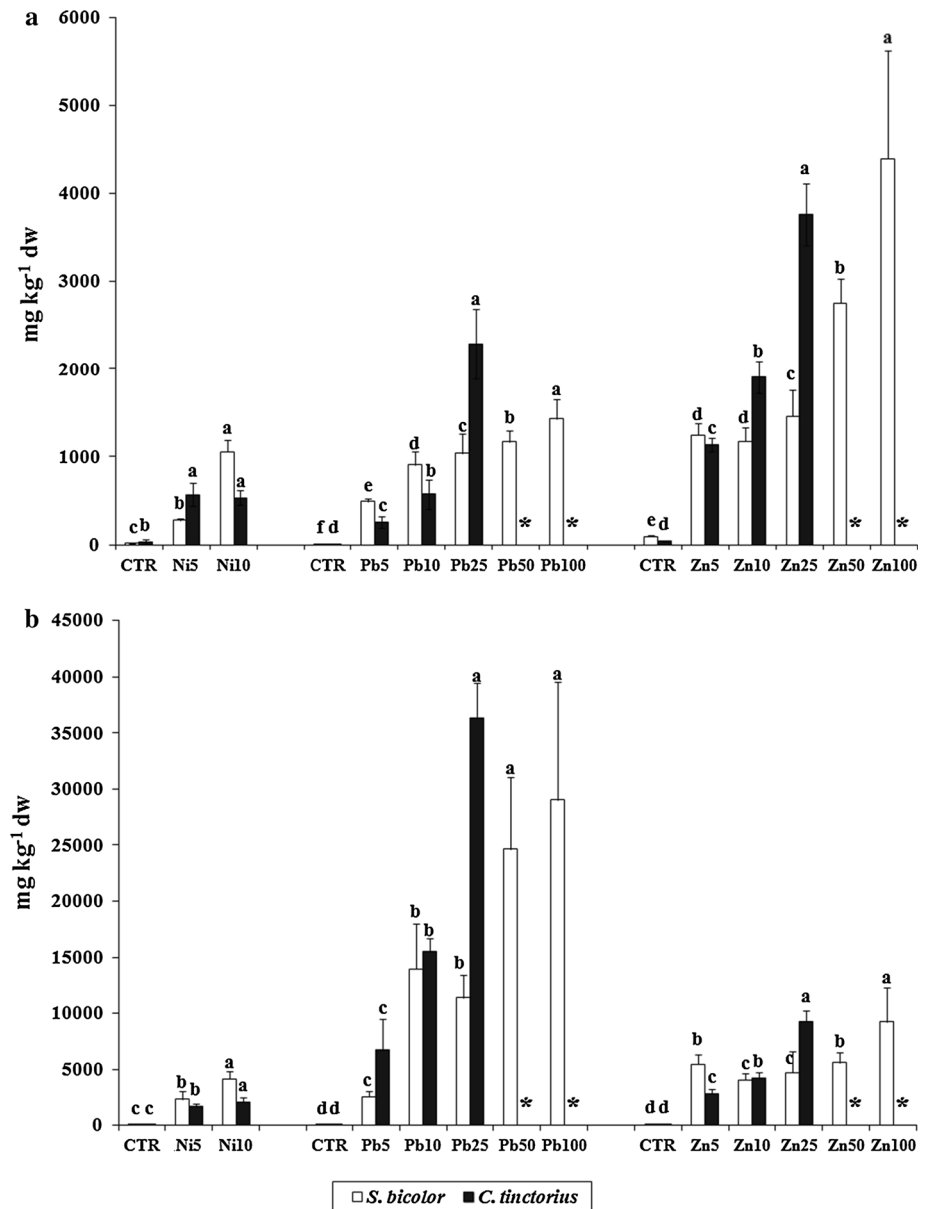 a
6000
5000
4000
3000
2000
1000
0
mg kg-1 dw
c b
b a
a a
f d
e c
d b
c a
b *
a *
e d
d c
d b
c a
b *
a *
CTR Ni5 Ni10 CTR Pb5 Pb10 Pb25 Pb50 Pb100 CTR Zn5 Zn10 Zn25 Zn50 Zn100
b
45000
40000
35000
30000
25000
20000
15000
10000
5000
0
mg kg-1 dw
c c
b b
a a
d d
c c
b b
b a
a *
a *
d d
b c
c b
c a
b *
a *
CTR Ni5 Ni10 CTR Pb5 Pb10 Pb25 Pb50 Pb100 CTR Zn5 Zn10 Zn25 Zn50 Zn100
S. bicolor C. tinctorius